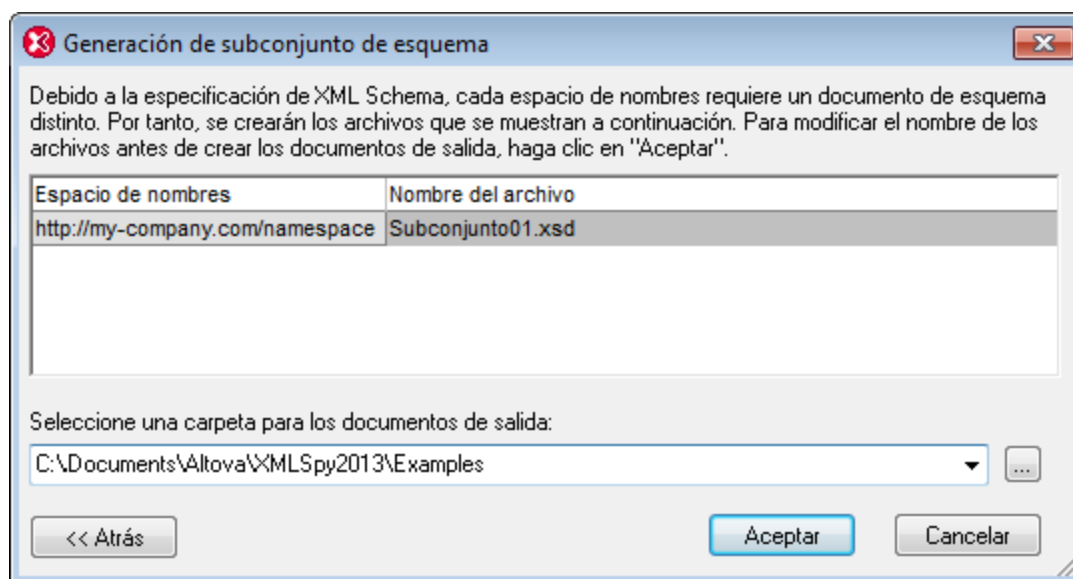 Generación de subconjunto de esquema
Debido a la especificación de XML Schema, cada espacio de nombres requiere un documento de esquema
distinto. Por tanto, se crearán los archivos que se muestran a continuación. Para modificar el nombre de los
archivos antes de crear los documentos de salida, haga clic en "Aceptar".
Espacio de nombres Nombre del archivo
http://my-company.com/namespace Subconjunto01.xsd
Seleccione una carpeta para los documentos de salida:
C:\Documents\Altova\XMLSpy2013\Examples ...
<< Atrás Aceptar Cancelar